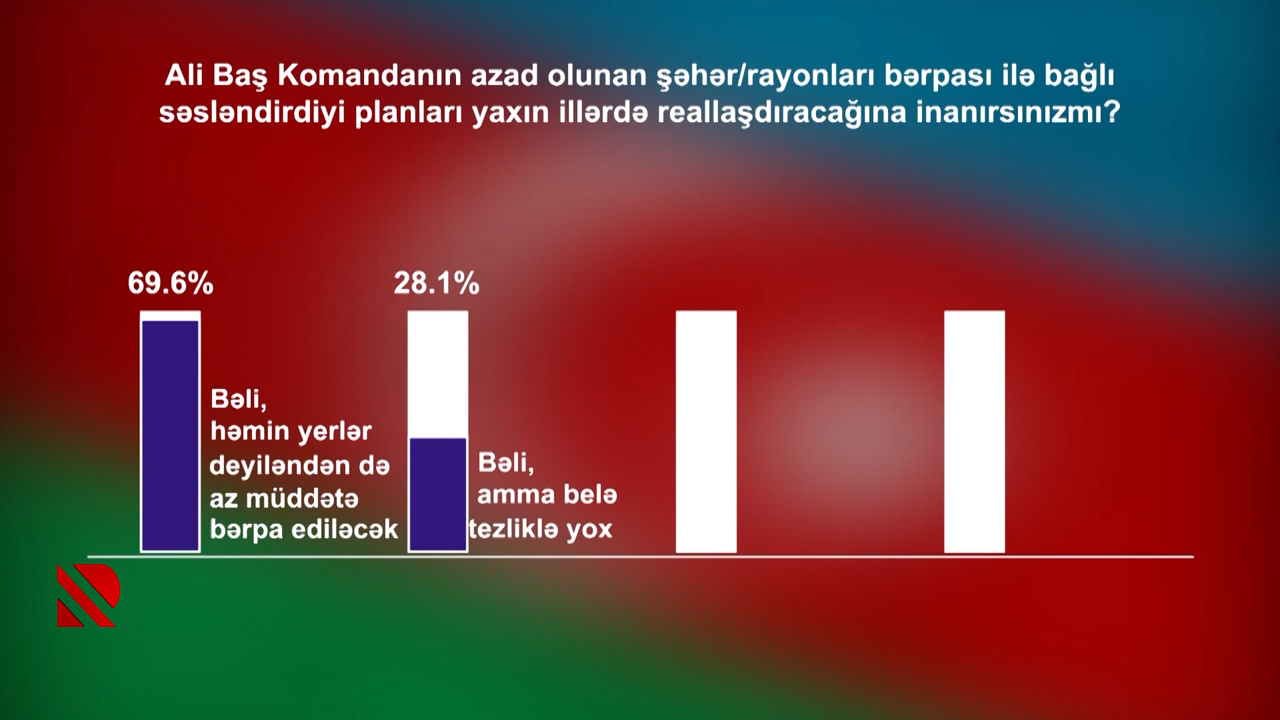 Ali Baş Komandanın azad olunan şəhər/rayonları bərpası ilə bağlı
səsləndirdiyi planları yaxın illərdə reallaşdıracağına inanırsınızmı?
69.6%
Bəli,
həmin yerlər
deyiləndən də
az müddətə
bərpa ediləcək
28.1%
Bəli,
amma belə
tezliklə yox